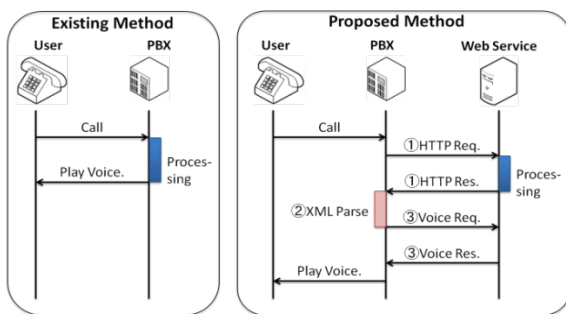 Existing Method
User PBX
Call
Proces-
sing
Play Voice.
Proposed Method
User PBX Web Service
Call
①HTTP Req.
Proces-
sing
①HTTP Res.
②XML Parse
③Voice Req.
③Voice Res.
Play Voice.